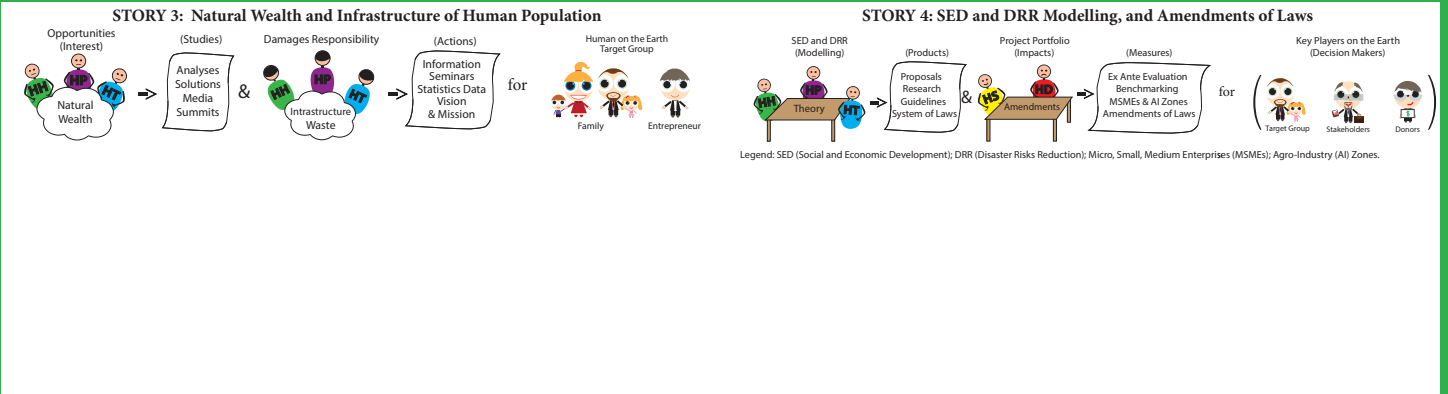 STORY 3: Natural Wealth and Infrastructure of Human Population
Opportunities
(Interest)
HH
HP
HT
Natural
Wealth
(Studies)
Analyses
Solutions
Media
Summits
&
Damages Responsibility
HH
HP
HT
Intrastructure
Waste
(Actions)
Information
Seminars
Statistics Data
Vision
& Mission
for
Human on the Earth
Target Group
Family
Entrepreneur
STORY 4: SED and DRR Modelling, and Amendments of Laws
SED and DRR
(Modelling)
HH
HP
HT
Theory
(Products)
Proposals
Research
Guidelines
System of Laws
&
Project Portfolio
(Impacts)
HS
HD
Amendments
(Measures)
Ex Ante Evaluation
Benchmarking
MSMEs & AI Zones
Amendments of Laws
for
Key Players on the Earth
(Decision Makers)
(
Target Group
Stakeholders
$
Donors
)
Legend: SED (Social and Economic Development); DRR (Disaster Risks Reduction); Micro, Small, Medium Enterprises (MSMEs); Agro-Industry (AI) Zones.